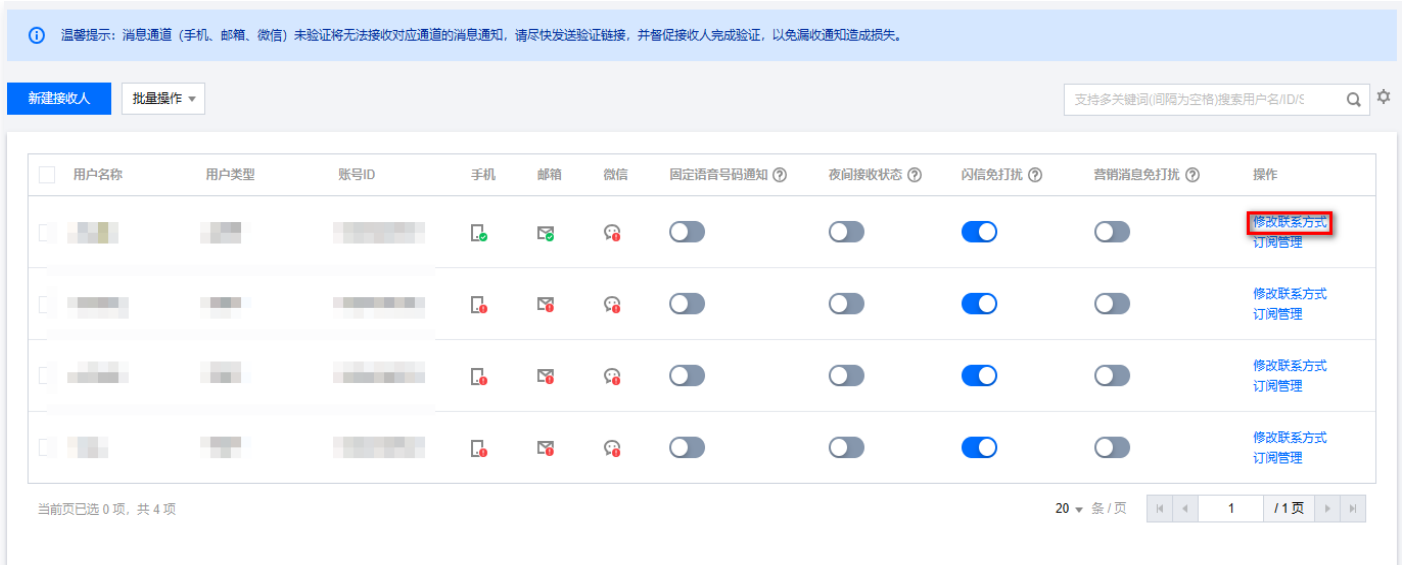 温馨提示：消息通道（手机、邮箱、微信）未验证将无法接收对应通道的消息通知，请尽快发送验证链接，并督促接收人完成验证，以免漏收通知造成损失。
新建接收人 批量操作 支持多关键词(间隔为空格)搜索用户名/ID/S
用户名称 用户类型 账号ID 手机 邮箱 微信 固定语音号码通知 夜间接收状态 闪信免打扰 营销消息免打扰 操作
修改联系方式
订阅管理
修改联系方式
订阅管理
修改联系方式
订阅管理
修改联系方式
订阅管理
当前页已选 0 项，共 4 项 20 条 / 页 1 / 1 页